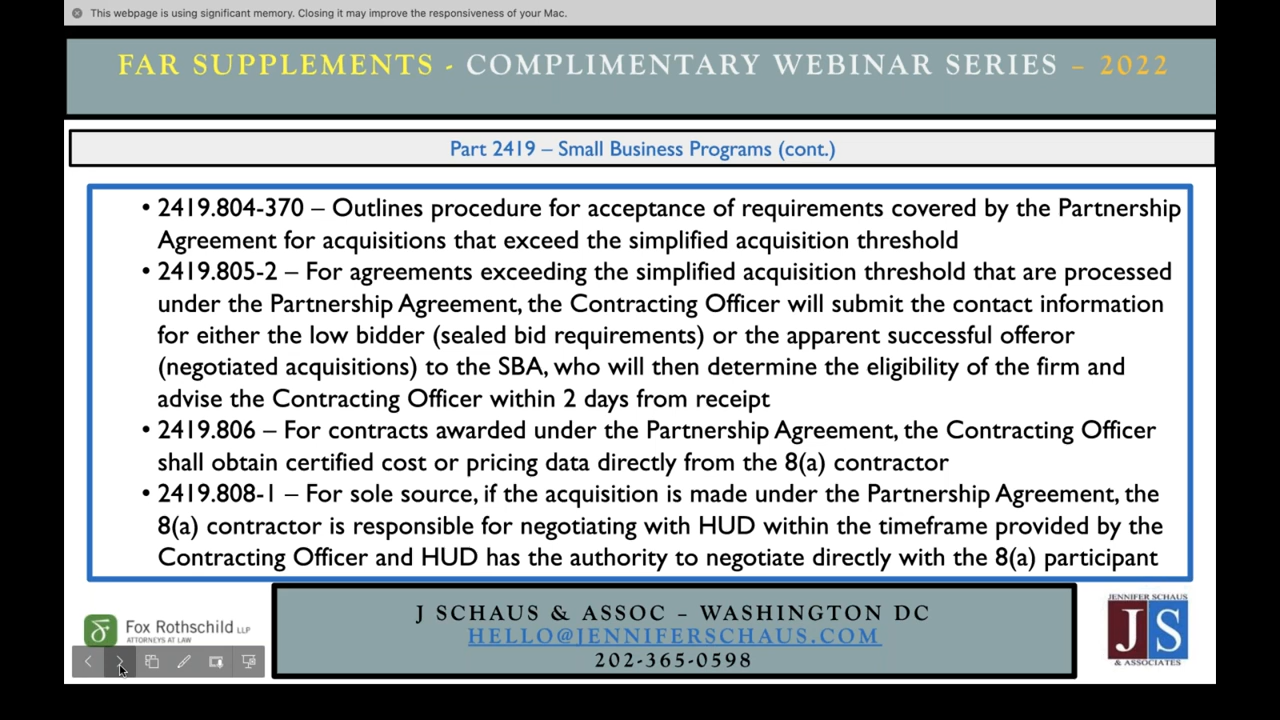 This webpage is using significant memory. Closing it may improve the responsiveness of your Mac.
FAR SUPPLEMENTS - COMPLIMENTARY WEBINAR SERIES – 2022
Part 2419 – Small Business Programs (cont.)
• 2419.804-370 – Outlines procedure for acceptance of requirements covered by the Partnership
Agreement for acquisitions that exceed the simplified acquisition threshold
• 2419.805-2 – For agreements exceeding the simplified acquisition threshold that are processed
under the Partnership Agreement, the Contracting Officer will submit the contact information
for either the low bidder (sealed bid requirements) or the apparent successful offeror
(negotiated acquisitions) to the SBA, who will then determine the eligibility of the firm and
advise the Contracting Officer within 2 days from receipt
• 2419.806 – For contracts awarded under the Partnership Agreement, the Contracting Officer
shall obtain certified cost or pricing data directly from the 8(a) contractor
• 2419.808-1 – For sole source, if the acquisition is made under the Partnership Agreement, the
8(a) contractor is responsible for negotiating with HUD within the timeframe provided by the
Contracting Officer and HUD has the authority to negotiate directly with the 8(a) participant
Fox Rothschild LLP
ATTORNEYS AT LAW
J SCHAUS & ASSOC – WASHINGTON DC
HELLO@JENNIFERSCHAUS.COM
202-365-0598
JENNIFER SCHAUS
JS
& ASSOCIATES